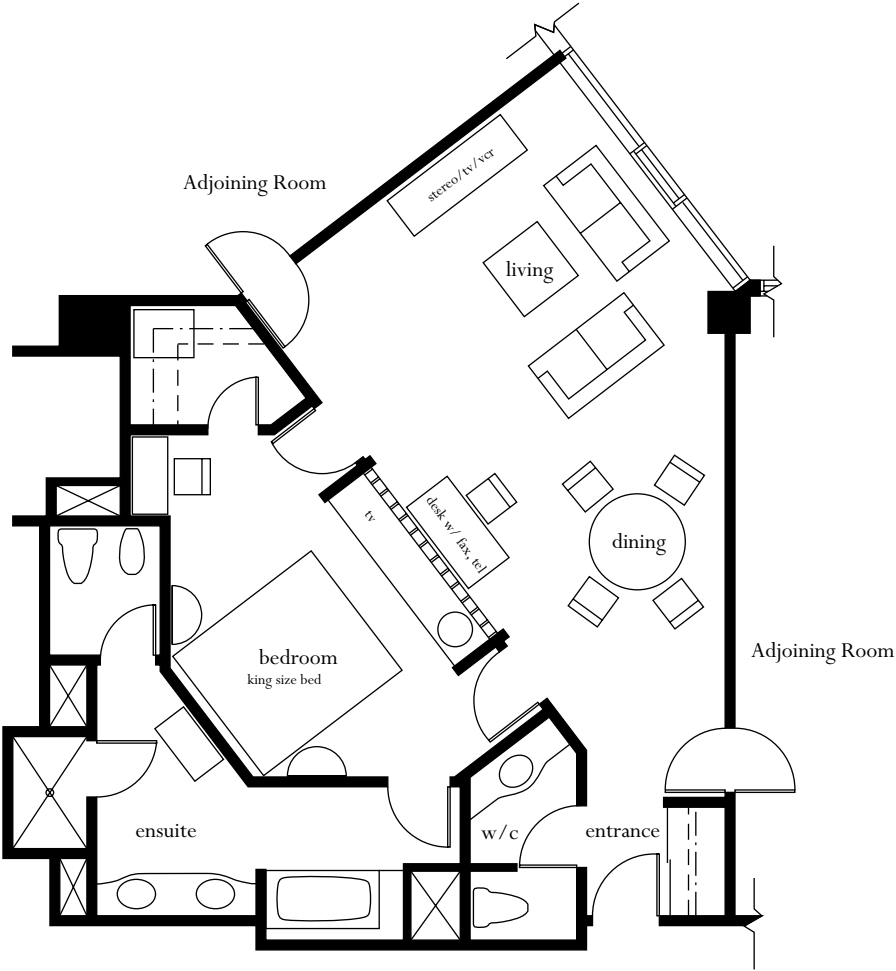 Adjoining Room
stereo/tv/vcr
living
tv
desk w/ fax, tel
dining
bedroom
king size bed
Adjoining Room
ensuite
w/c
entrance